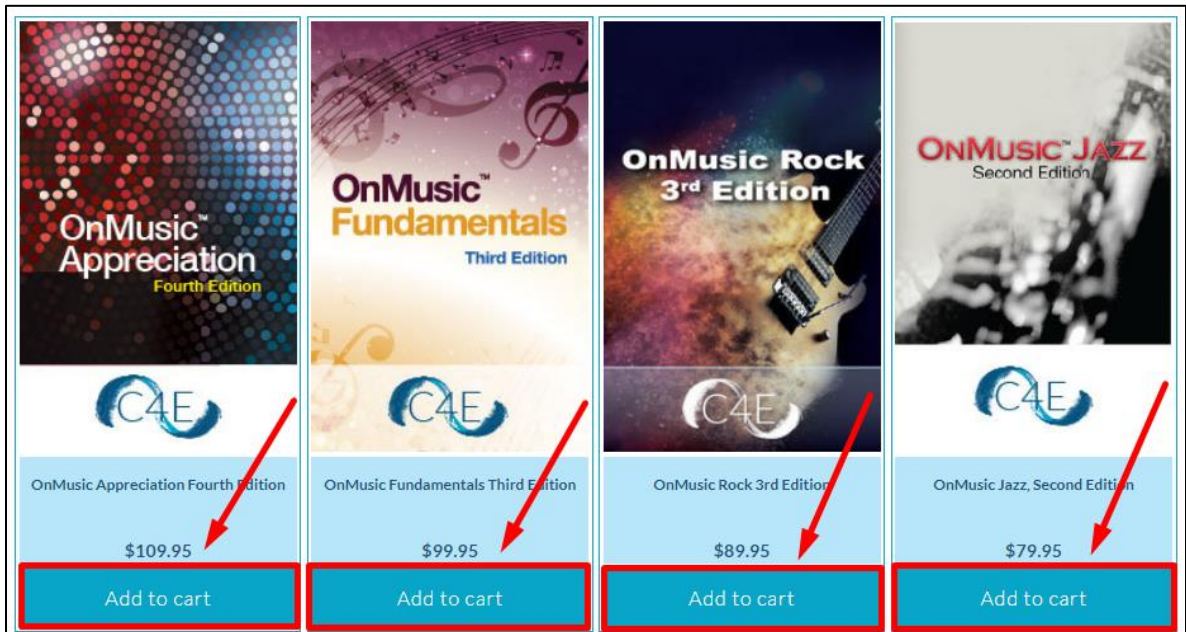 OnMusic™
Appreciation
Fourth Edition
C4E
OnMusic Appreciation Fourth Edition
$109.95
Add to cart
OnMusic™
Fundamentals
Third Edition
C4E
OnMusic Fundamentals Third Edition
$99.95
Add to cart
OnMusic Rock
3rd Edition
C4E
OnMusic Rock 3rd Edition
$89.95
Add to cart
ONMUSIC™ JAZZ
Second Edition
C4E
OnMusic Jazz, Second Edition
$79.95
Add to cart